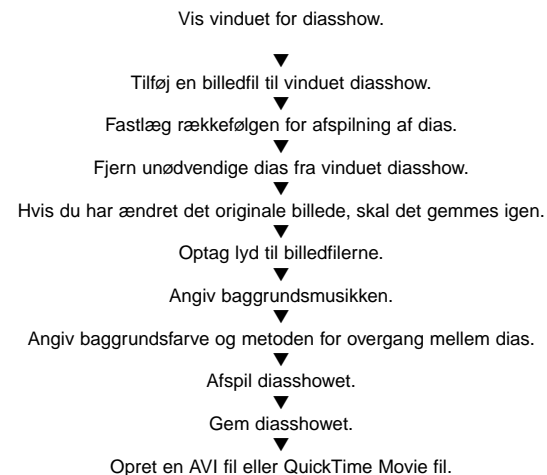 Vis vinduet for diasshow.
Tilføj en billedfil til vinduet diasshow.
Fastlæg rækkefølgen for afspilning af dias.
Fjern unødvendige dias fra vinduet diasshow.
Hvis du har ændret det originale billede, skal det gemmes igen.
Optag lyd til billedfilerne.
Angiv baggrundsmusikken.
Angiv baggrundsfarve og metoden for overgang mellem dias.
Afspil diasshowet.
Gem diasshowet.
Opret en AVI fil eller QuickTime Movie fil.